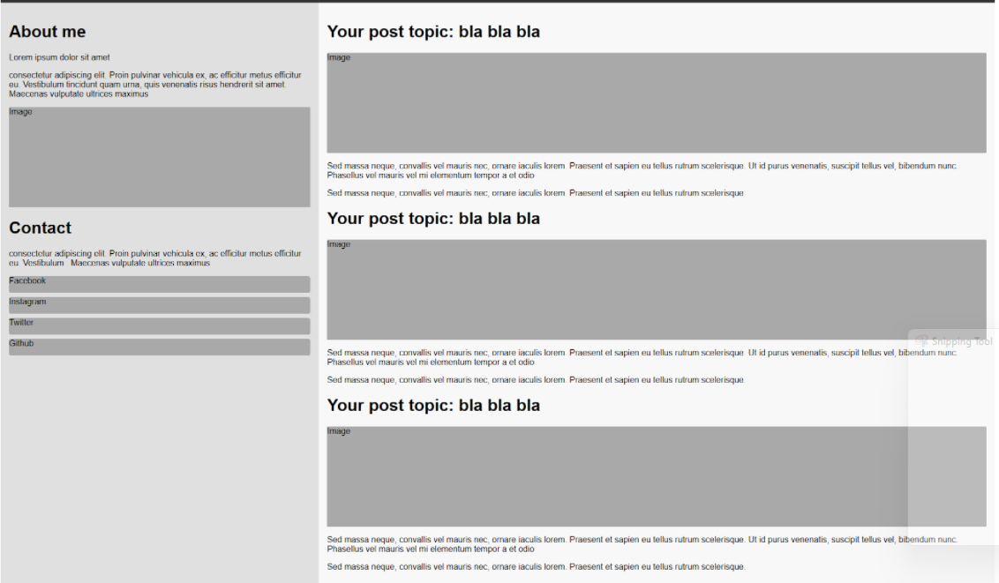 About me
Lorem ipsum dolor sit amet
consectetur adipiscing elit. Proin pulvinar vehicula ex, ac efficitur metus efficitur
eu. Vestibulum tincidunt quam urna, quis venenatis risus hendrerit sit amet.
Maecenas vulputate ultrices maximus
Image
Contact
consectetur adipiscing elit. Proin pulvinar vehicula ex, ac efficitur metus efficitur
eu. Vestibulum . Maecenas vulputate ultrices maximus
Facebook
Instagram
Twitter
Github
Your post topic: bla bla bla
Image
Sed massa neque, convallis vel mauris nec, ornare iaculis lorem. Praesent et sapien eu tellus rutrum scelerisque. Ut id purus venenatis, suscipit tellus vel, bibendum nunc.
Phasellus vel mauris vel mi elementum tempor a et odio
Sed massa neque, convallis vel mauris nec, ornare iaculis lorem. Praesent et sapien eu tellus rutrum scelerisque.
Your post topic: bla bla bla
Image
Sed massa neque, convallis vel mauris nec, ornare iaculis lorem. Praesent et sapien eu tellus rutrum scelerisque. Ut id purus venenatis, suscipit tellus vel, bibendum nunc.
Phasellus vel mauris vel mi elementum tempor a et odio
Sed massa neque, convallis vel mauris nec, ornare iaculis lorem. Praesent et sapien eu tellus rutrum scelerisque.
Your post topic: bla bla bla
Image
Sed massa neque, convallis vel mauris nec, ornare iaculis lorem. Praesent et sapien eu tellus rutrum scelerisque. Ut id purus venenatis, suscipit tellus vel, bibendum nunc.
Phasellus vel mauris vel mi elementum tempor a et odio
Sed massa neque, convallis vel mauris nec, ornare iaculis lorem. Praesent et sapien eu tellus rutrum scelerisque.
Snipping Tool